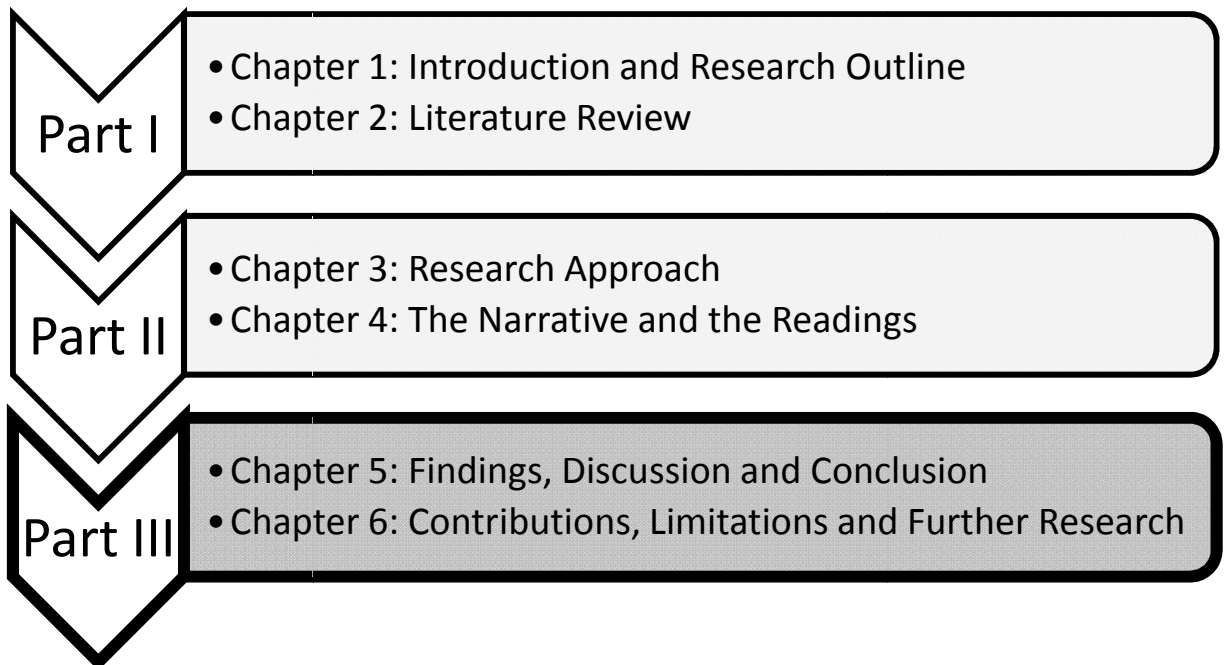 Part I
• Chapter 1: Introduction and Research Outline
• Chapter 2: Literature Review
Part II
• Chapter 3: Research Approach
• Chapter 4: The Narrative and the Readings
Part III
• Chapter 5: Findings, Discussion and Conclusion
• Chapter 6: Contributions, Limitations and Further Research